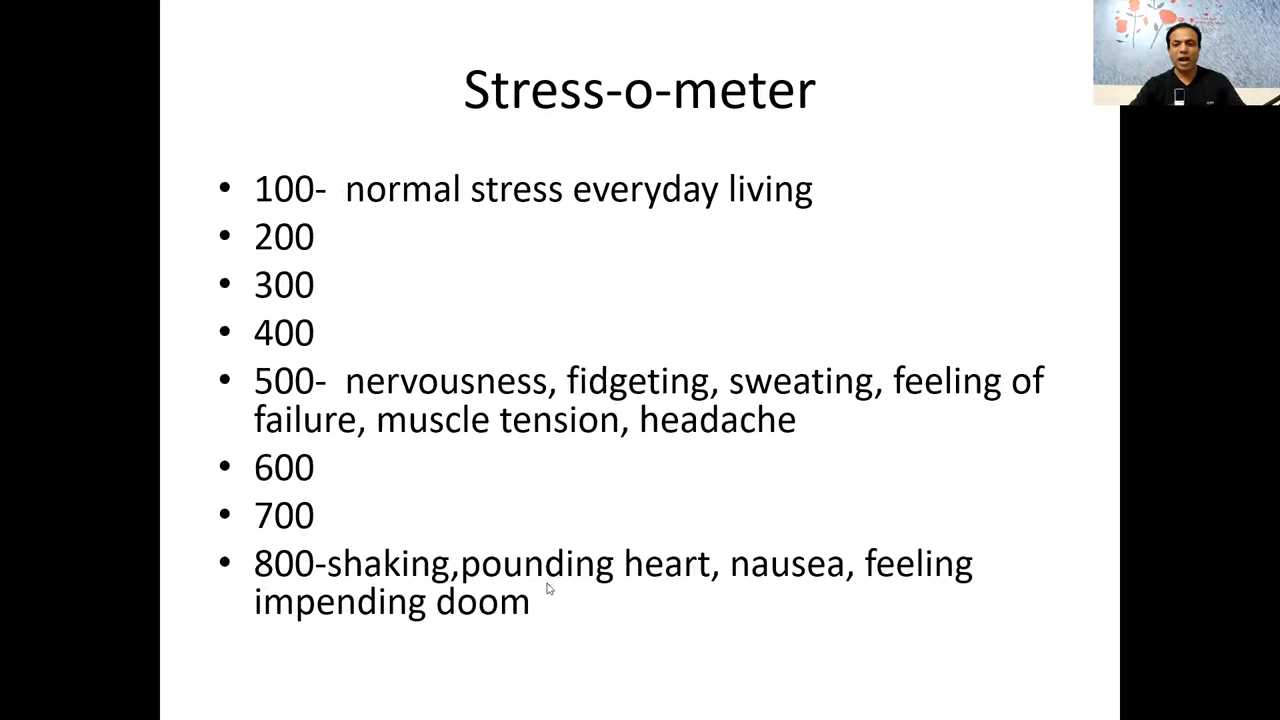 Stress-o-meter
• 100-  normal stress everyday living
• 200
• 300
• 400
• 500-  nervousness, fidgeting, sweating, feeling of
failure, muscle tension, headache
• 600
• 700
• 800-shaking,pounding heart, nausea, feeling
impending doom